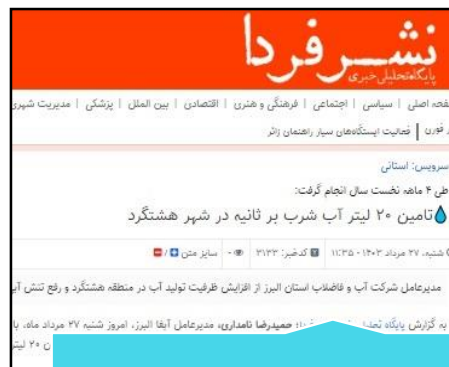 نشر فردا
پایگاه تحلیلی خبری
صفحه اصلی | سیاسی | اجتماعی | فرهنگی و هنری | اقتصادی | بین الملل | پزشکی | مدیریت شهری
فوری | فعالیت ایستگاه‌های سیار راهنمای زائر
سرویس: استانی
طی ۴ ماهه نخست سال انجام گرفت:
تامین ۲۰ لیتر آب شرب بر ثانیه در شهر هشتگرد
شنبه، ۲۷ مرداد ۱۴۰۳ - ۱۱:۳۵ کدخبر: ۳۱۳۳ ۰ - سایز متن /
مدیرعامل شرکت آب و فاضلاب استان البرز از افزایش ظرفیت تولید آب در منطقه هشتگرد و رفع تنش
به گزارش پایگاه حمیدرضا نامداری، مدیرعامل آبفا البرز، امروز شنبه ۲۷ مرداد ماه،
ن ۲۰